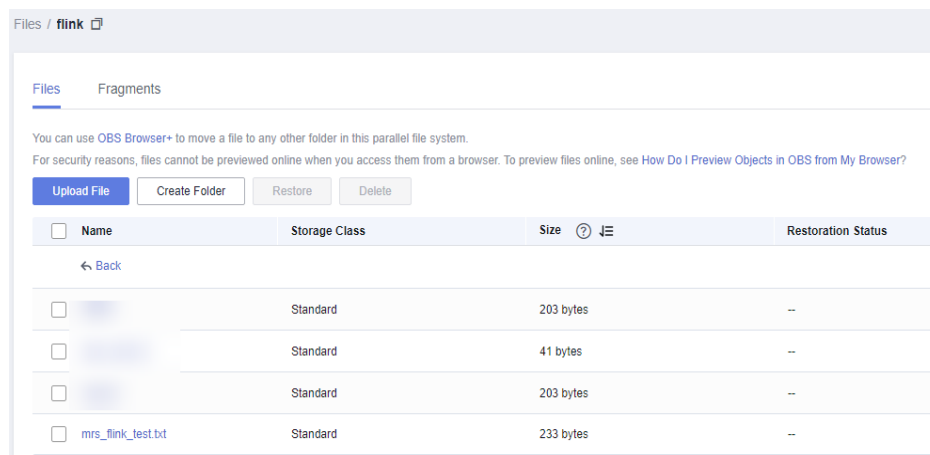 Files / flink
Files Fragments
You can use OBS Browser+ to move a file to any other folder in this parallel file system.
For security reasons, files cannot be previewed online when you access them from a browser. To preview files online, see How Do I Preview Objects in OBS from My Browser?
Upload File Create Folder Restore Delete
Name Storage Class Size ? Restoration Status
Back
Standard 203 bytes --
Standard 41 bytes --
Standard 203 bytes --
mrs_flink_test.txt Standard 233 bytes --